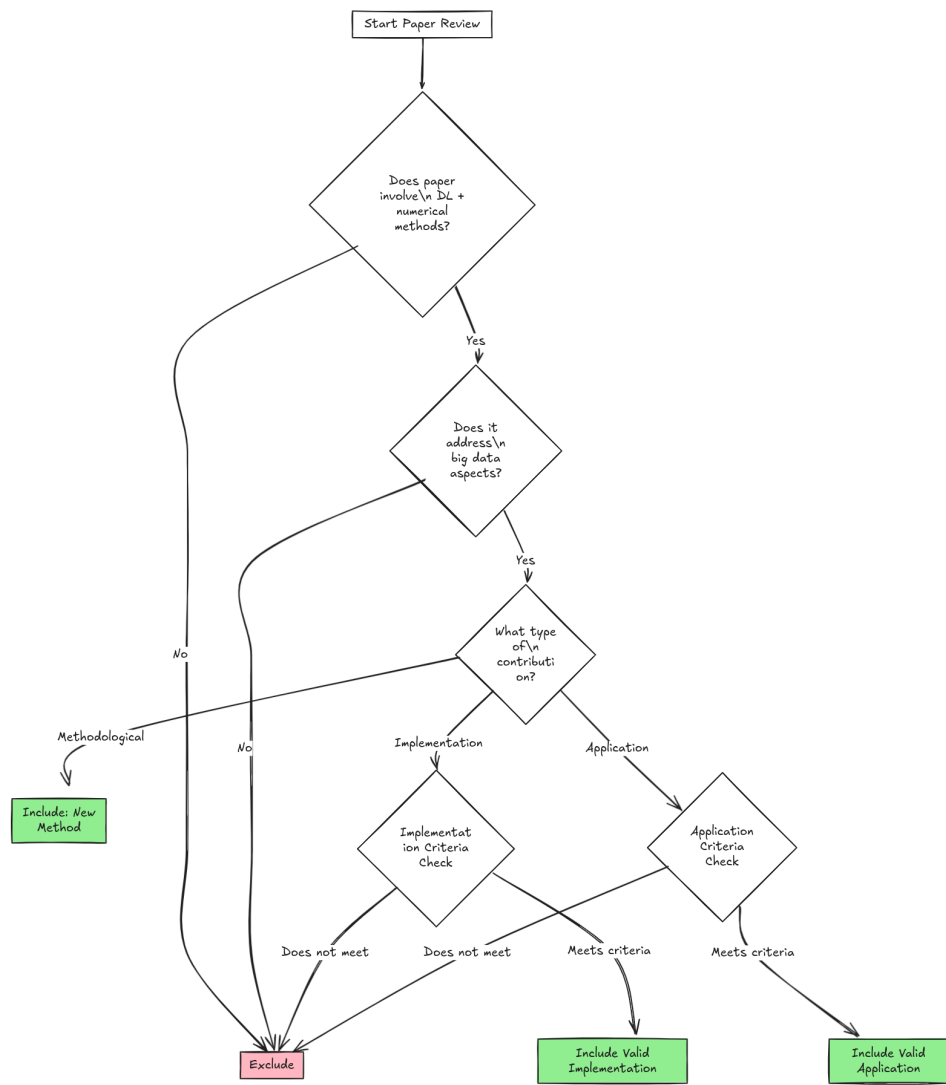 Start Paper Review
Does paper
involve\n DL +
numerical
methods?
Yes
Does it
address\n
big data
aspects?
Yes
What type
of\n
contributi
on?
No
Methodological
No
Implementation
Application
Include: New
Method
Implementat
ion Criteria
Check
Application
Criteria
Check
Does not meet
Does not meet
Meets criteria
Meets criteria
Exclude
Include Valid
Implementation
Include Valid
Application